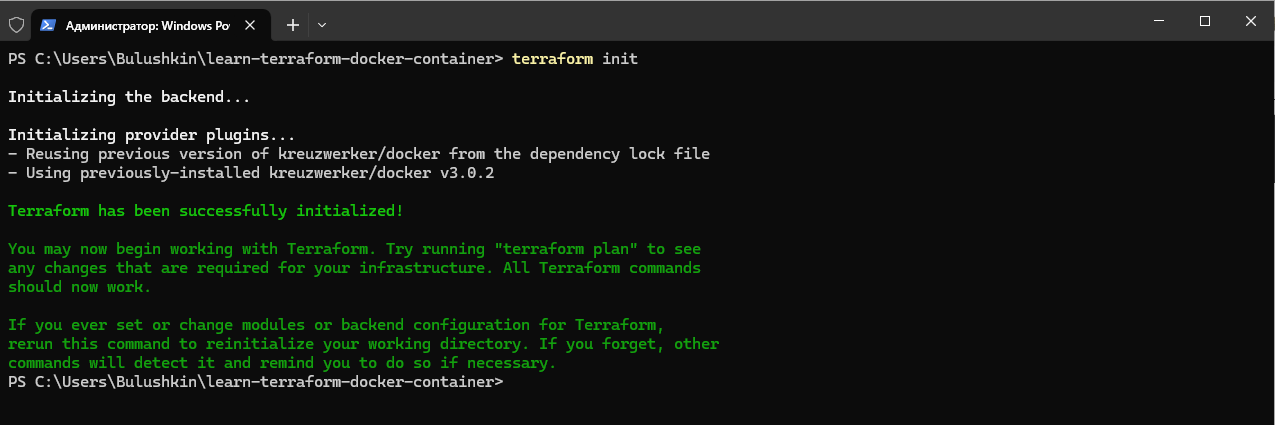 Администратор: Windows Po
PS C:\Users\Bulushkin\learn-terraform-docker-container> terraform init
Initializing the backend...
Initializing provider plugins...
- Reusing previous version of kreuzwerker/docker from the dependency lock file
- Using previously-installed kreuzwerker/docker v3.0.2
Terraform has been successfully initialized!
You may now begin working with Terraform. Try running "terraform plan" to see
any changes that are required for your infrastructure. All Terraform commands
should now work.
If you ever set or change modules or backend configuration for Terraform,
rerun this command to reinitialize your working directory. If you forget, other
commands will detect it and remind you to do so if necessary.
PS C:\Users\Bulushkin\learn-terraform-docker-container>